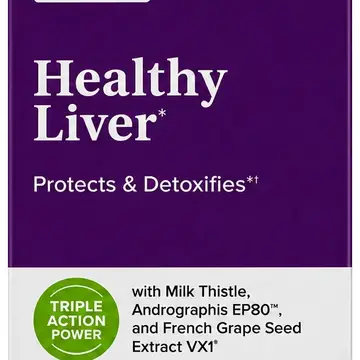 Healthy
Liver*
Protects & Detoxifies*†
TRIPLE
ACTION
POWER
with Milk Thistle,
Andrographis EP80™,
and French Grape Seed
Extract VX1®